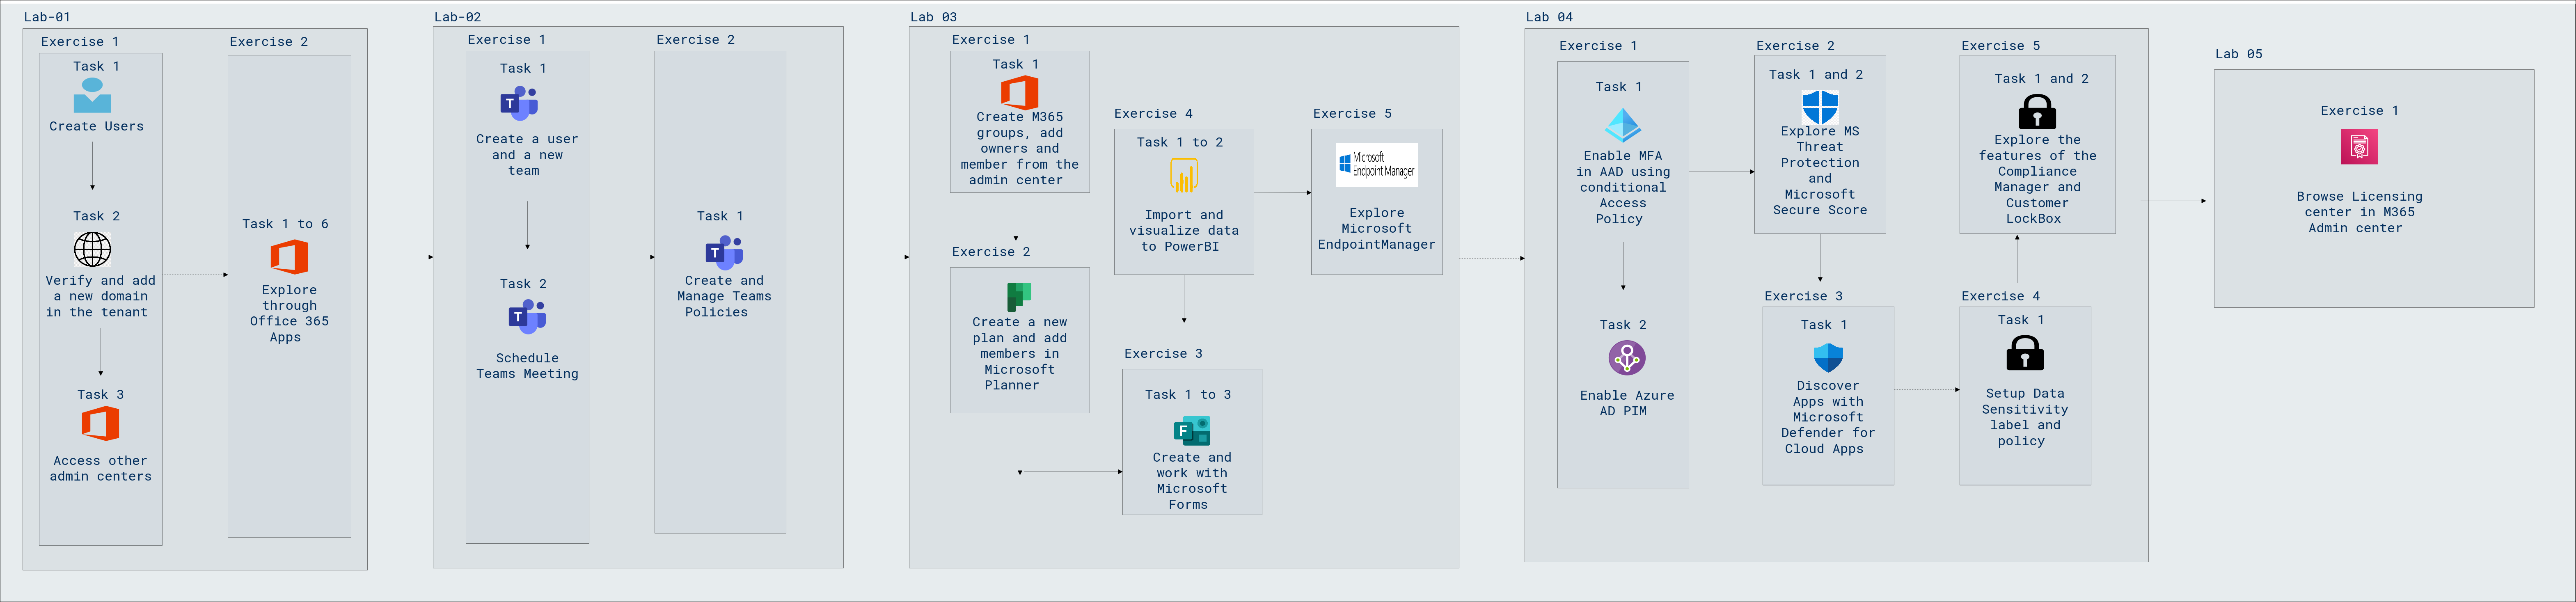 Lab-01
Exercise 1
Task 1
Create Users
Task 2
Verify and add
a new domain
in the tenant
Task 3
Access other
admin centers
Exercise 2
Task 1 to 6
Explore
through
Office 365
Apps
Lab-02
Exercise 1
Task 1
T
Create a user
and a new
team
Task 2
T
Schedule
Teams Meeting
Exercise 2
Task 1
T
Create and
Manage Teams
Policies
Lab 03
Exercise 1
Task 1
Create M365
groups, add
owners and
member from the
admin center
Exercise 2
Create a new
plan and add
members in
Microsoft
Planner
Exercise 4
Task 1 to 2
Import and
visualize data
to PowerBI
Exercise 3
Task 1 to 3
F
Create and
work with
Microsoft
Forms
Exercise 5
Microsoft
Endpoint Manager
Explore
Microsoft
EndpointManager
Lab 04
Exercise 1
Task 1
Enable MFA
in AAD using
conditional
Access
Policy
Task 2
Enable Azure
AD PIM
Exercise 2
Task 1 and 2
Explore MS
Threat
Protection
and
Microsoft
Secure Score
Exercise 3
Task 1
Discover
Apps with
Microsoft
Defender for
Cloud Apps
Exercise 5
Task 1 and 2
Explore the
features of the
Compliance
Manager and
Customer
LockBox
Exercise 4
Task 1
Setup Data
Sensitivity
label and
policy
Lab 05
Exercise 1
Browse Licensing
center in M365
Admin center